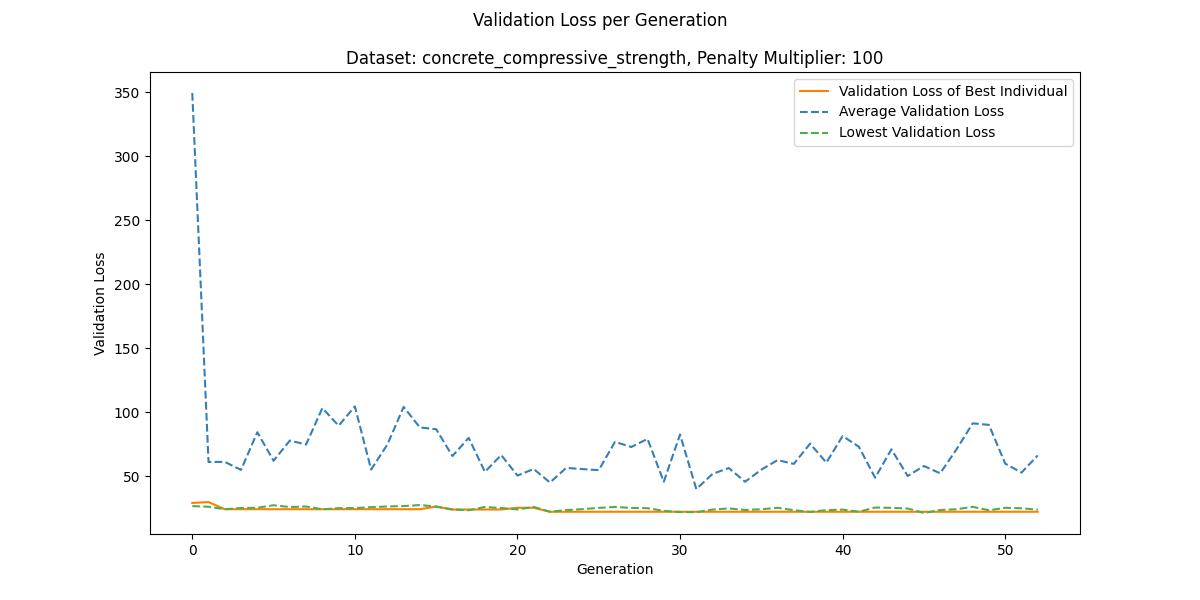 Validation Loss per Generation
Dataset: concrete_compressive_strength, Penalty Multiplier: 100
Validation Loss of Best Individual
Average Validation Loss
Lowest Validation Loss
350
300
250
200
150
100
50
Validation Loss
0 10 20 30 40 50
Generation